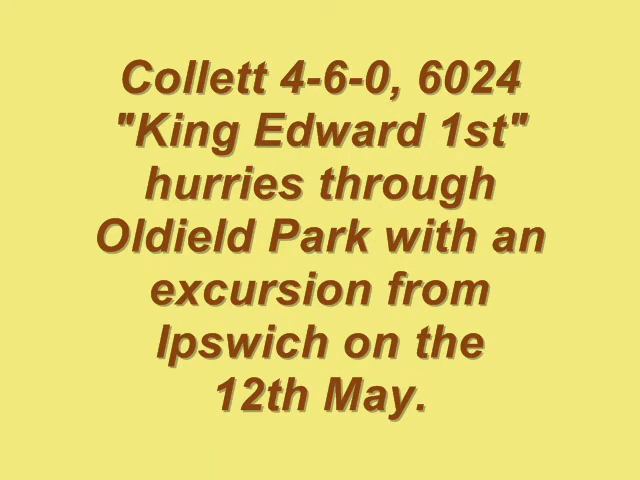 Collett 4-6-0, 6024
"King Edward 1st"
hurries through
Oldield Park with an
excursion from
Ipswich on the
12th May.